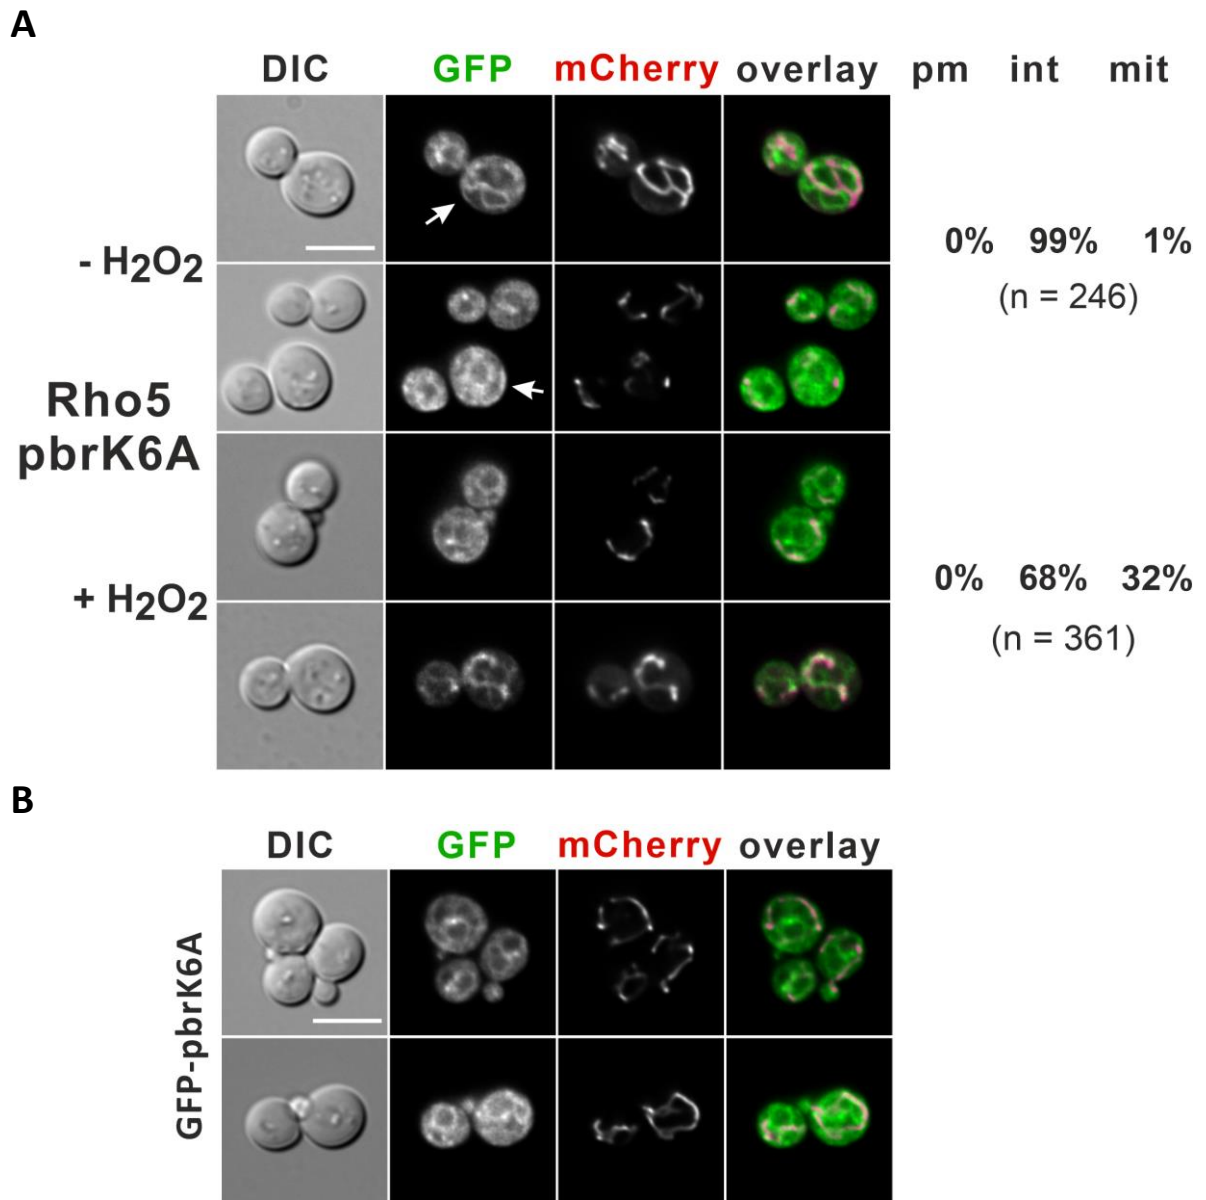 A
DIC GFP mCherry overlay pm int mit
- H2O2
0% 99% 1%
(n = 246)
Rho5
pbrK6A
+ H2O2
0% 68% 32%
(n = 361)
B
DIC GFP mCherry overlay
GFP-pbrK6A